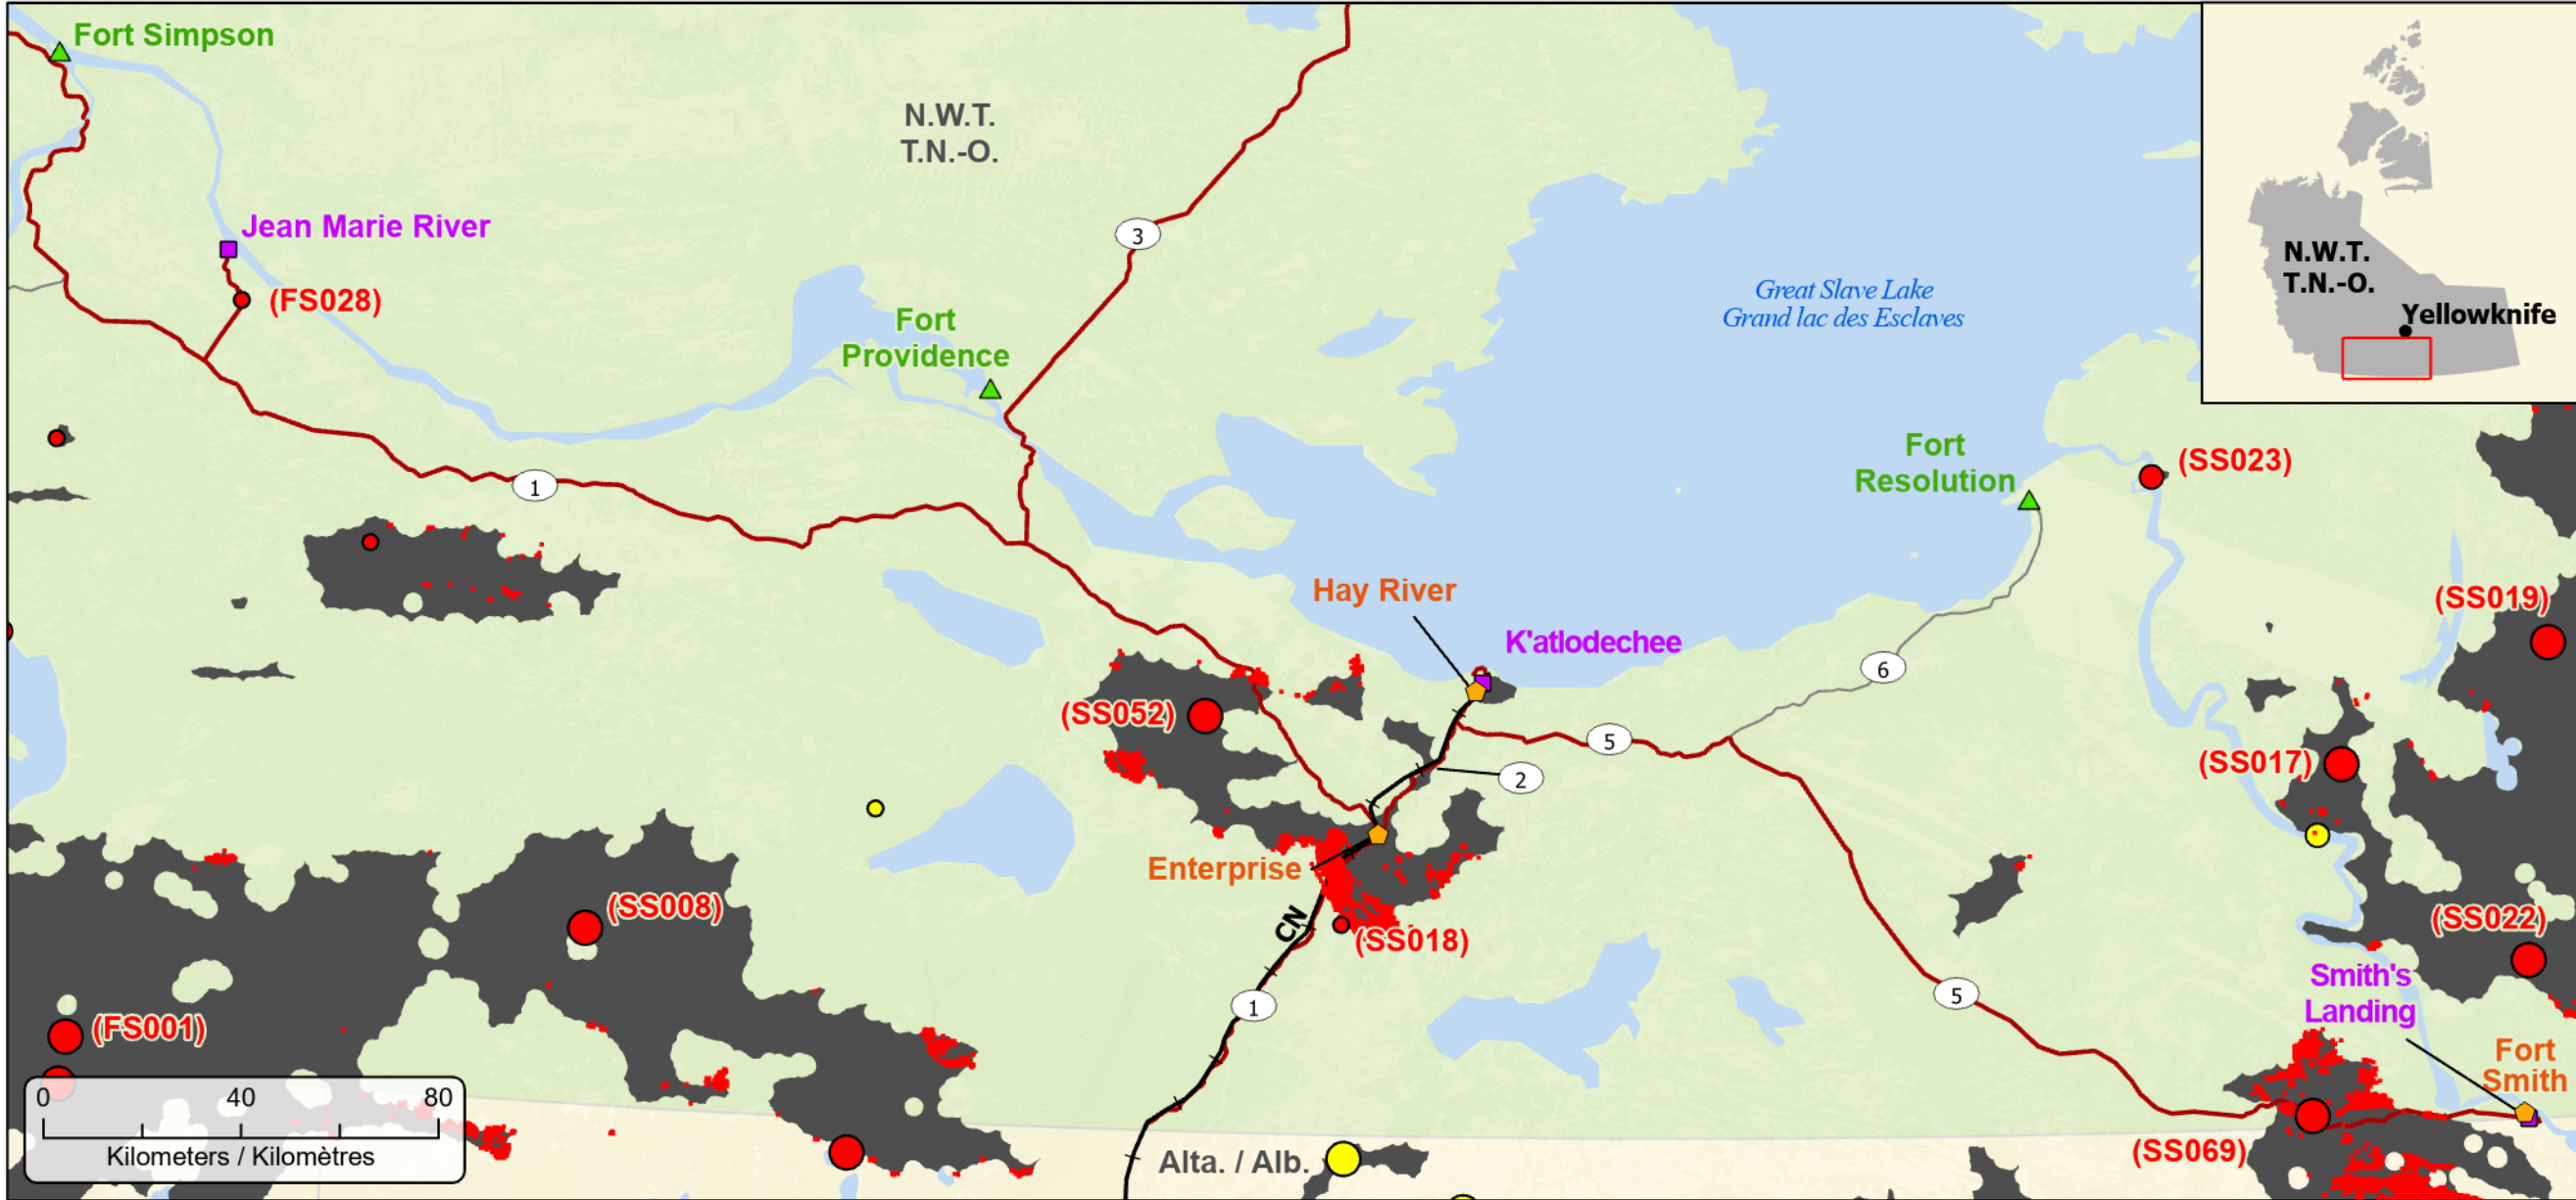 Fort Simpson
N.W.T.
T.N.-O.
Jean Marie River
3
(FS028)
Great Slave Lake
Grand lac des Esclaves
N.W.T.
T.N.-O.
Yellowknife
Fort
Providence
Fort
Resolution
(SS023)
1
Hay River
(SS019)
K'atlodechee
6
(SS052)
5
(SS017)
2
Enterprise
(SS008)
CN
(SS018)
(SS022)
Smith's
Landing
5
1
(FS001)
Fort
Smith
0 40 80
Kilometers / Kilomètres
Alta. / Alb.
(SS069)